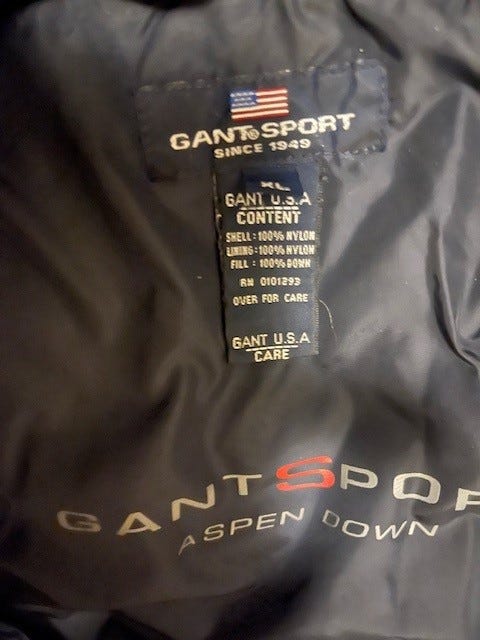 GANT® SPORT
SINCE 1949
XL
GANT U.S.A
CONTENT
SHELL: 100% NYLON
LINING: 100% NYLON
FILL: 100% DOWN
RN 0101293
OVER FOR CARE
GANT U.S.A
CARE
GANTSPOR
ASPEN DOWN